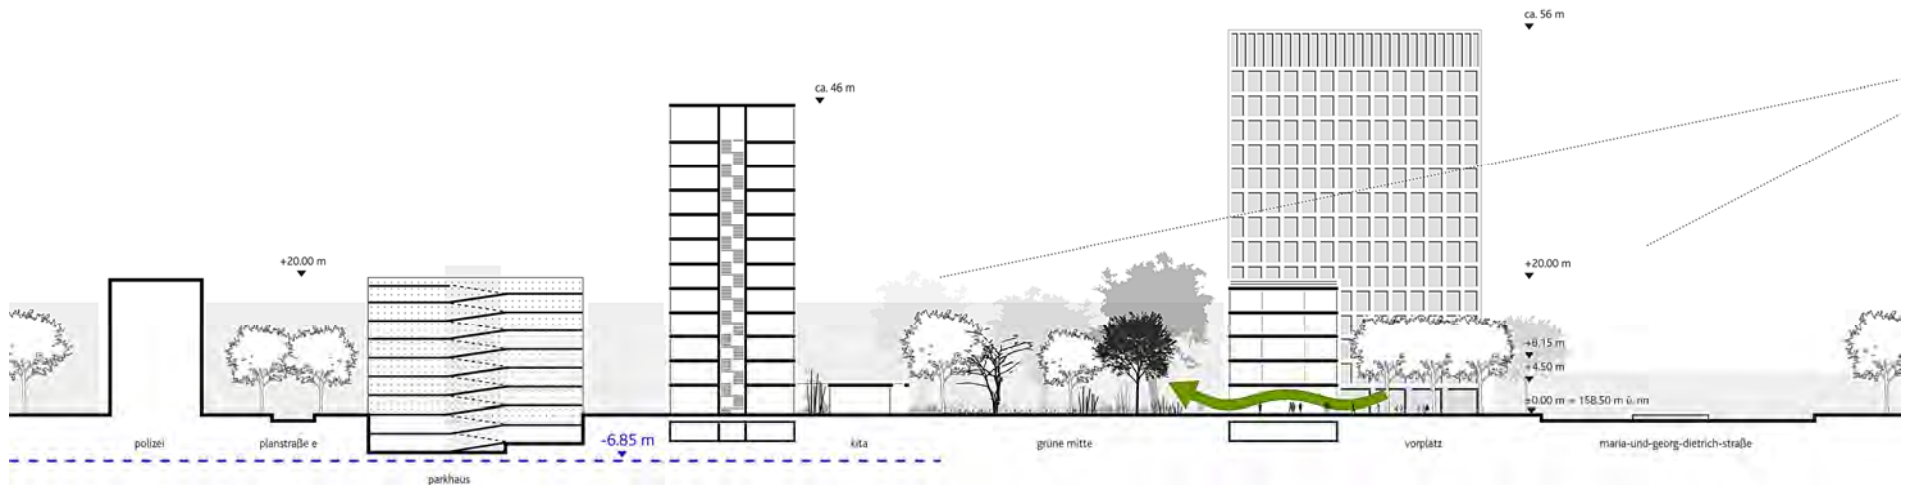 ca. 56 m
ca. 46 m
+20.00 m
+20.00 m
+8.15 m
+4.50 m
±0.00 m = 158.50 m ü. nn
-6.85 m
polizei
planstraße e
kita
grüne mitte
vorplatz
maria-und-georg-dietrich-straße
parkhaus